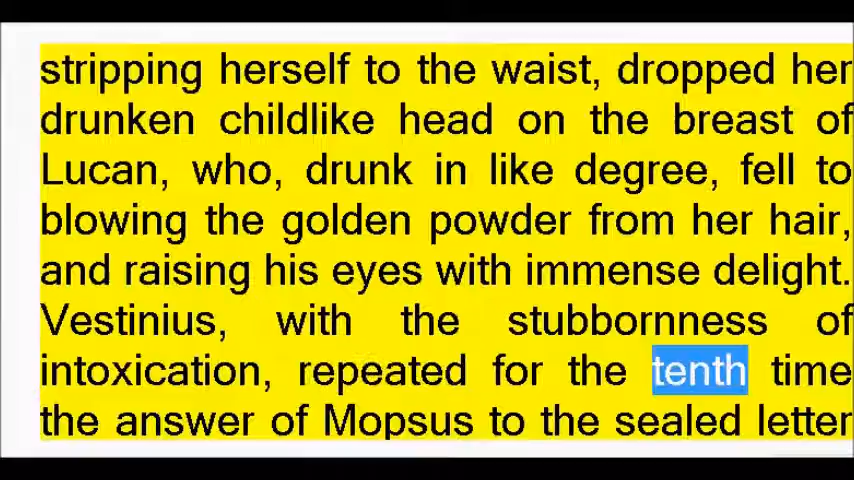 stripping herself to the waist, dropped her
drunken childlike head on the breast of
Lucan, who, drunk in like degree, fell to
blowing the golden powder from her hair,
and raising his eyes with immense delight.
Vestinius, with the stubbornness of
intoxication, repeated for the tenth time
the answer of Mopsus to the sealed letter